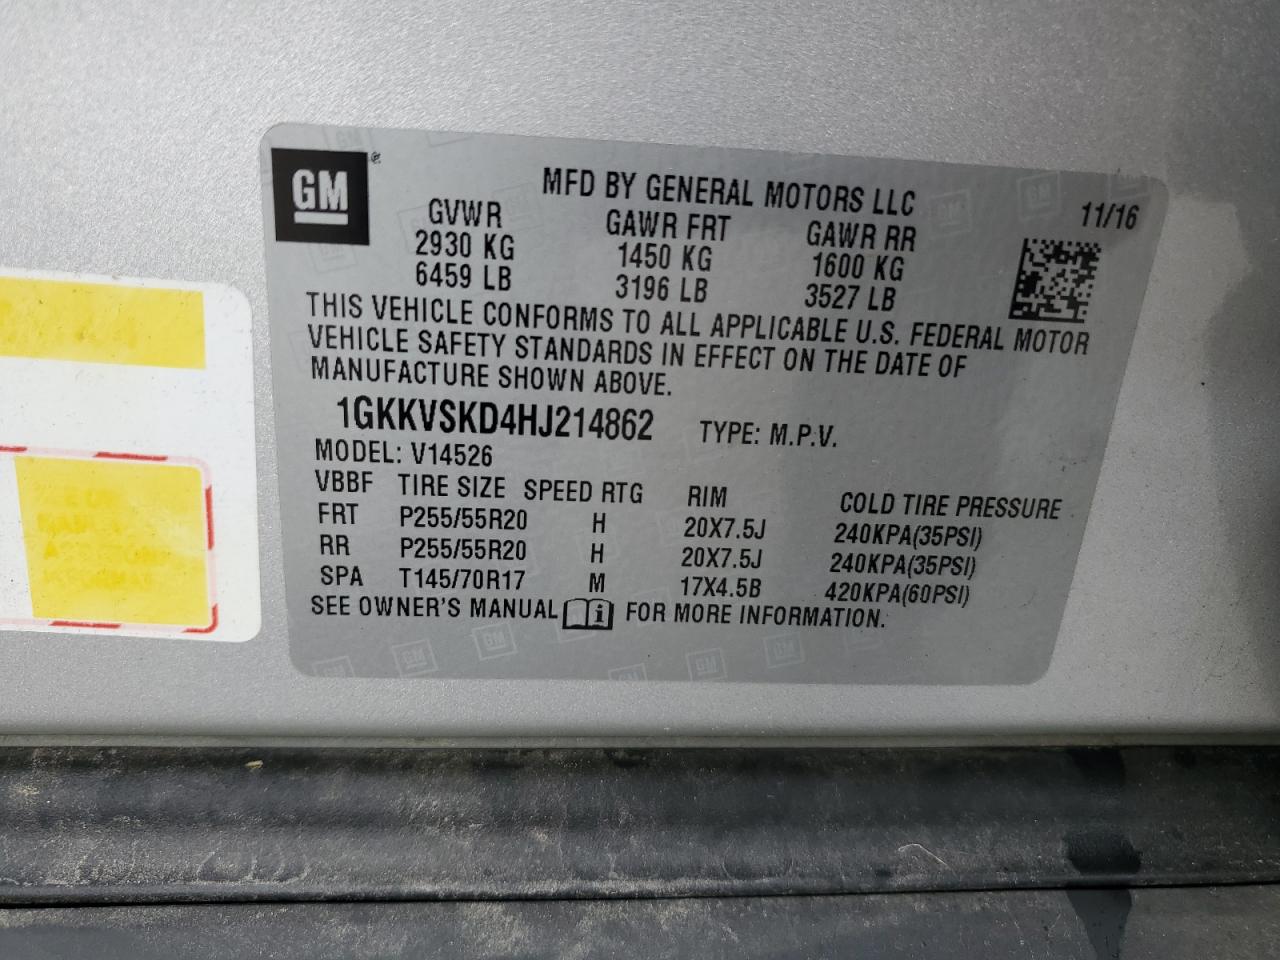 GM ®
MFD BY GENERAL MOTORS LLC 11/16
GVWR GAWR FRT GAWR RR
2930 KG 1450 KG 1600 KG
6459 LB 3196 LB 3527 LB
THIS VEHICLE CONFORMS TO ALL APPLICABLE U.S. FEDERAL MOTOR
VEHICLE SAFETY STANDARDS IN EFFECT ON THE DATE OF
MANUFACTURE SHOWN ABOVE.
1GKKVSKD4HJ214862 TYPE: M.P.V.
MODEL: V14526
VBBF TIRE SIZE SPEED RTG RIM COLD TIRE PRESSURE
FRT P255/55R20 H 20X7.5J 240KPA(35PSI)
RR P255/55R20 H 20X7.5J 240KPA(35PSI)
SPA T145/70R17 M 17X4.5B 420KPA(60PSI)
SEE OWNER'S MANUAL FOR MORE INFORMATION.